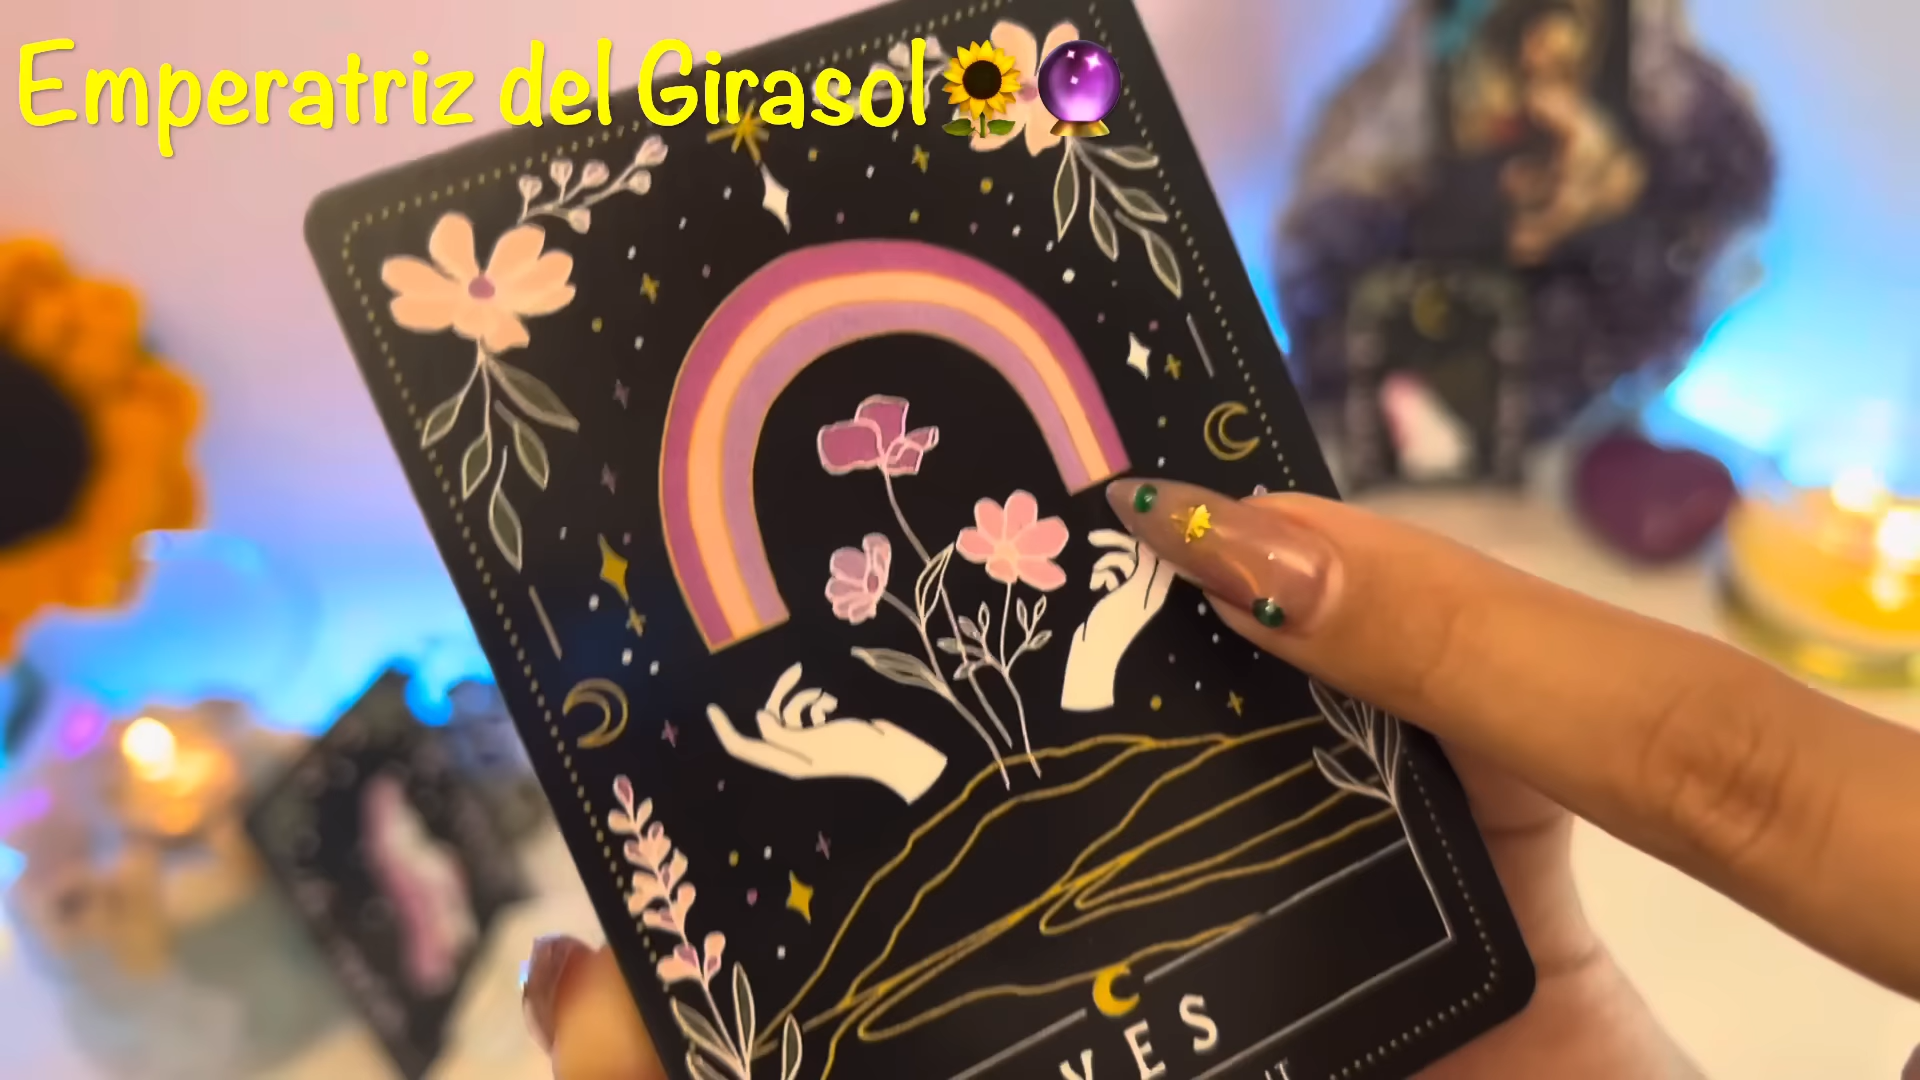 Emperatriz del Girasol🌻🔮
YES